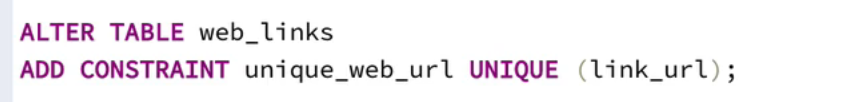 ALTER TABLE web_links
ADD CONSTRAINT unique_web_url UNIQUE (link_url);